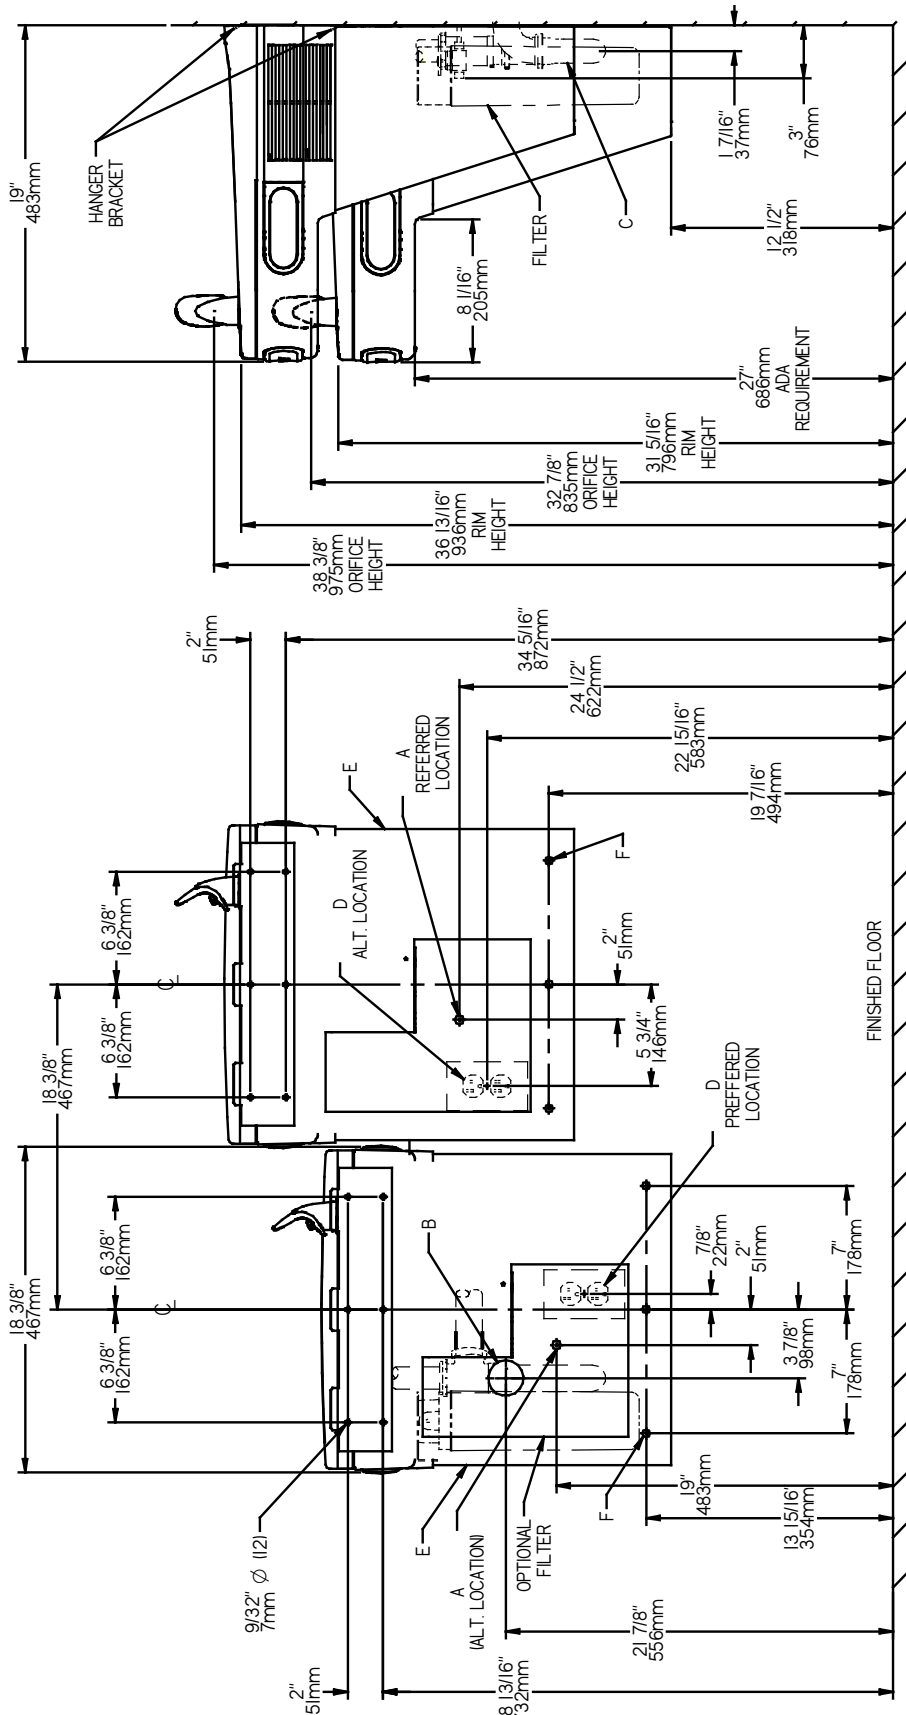 19"
483mm
HANGER
BRACKET
FILTER
C
1 7/16"
37mm
3"
76mm
8 1/16"
205mm
12 1/2"
318mm
27"
686mm
ADA
REQUIREMENT
31 5/16"
796mm
RIM
HEIGHT
32 7/8"
835mm
ORIFICE
HEIGHT
36 13/16"
936mm
RIM
HEIGHT
38 3/8"
975mm
ORIFICE
HEIGHT
2"
51mm
34 5/16"
872mm
24 1/2"
622mm
22 15/16"
583mm
19 7/16"
494mm
A
REFERRED
LOCATION
E
D
ALT. LOCATION
F
6 3/8"
162mm
6 3/8"
162mm
18 3/8"
467mm
CL
2"
51mm
5 3/4"
146mm
FINISHED FLOOR
D
PREFFERED
LOCATION
18 3/8"
467mm
6 3/8"
162mm
6 3/8"
162mm
CL
B
7/8"
22mm
2"
51mm
3 7/8"
98mm
7"
178mm
7"
178mm
9/32"
7mm Ø (12)
E
A
(ALT. LOCATION)
OPTIONAL
FILTER
F
19"
483mm
13 15/16"
354mm
21 7/8"
556mm
2"
51mm
8 13/16"
732mm